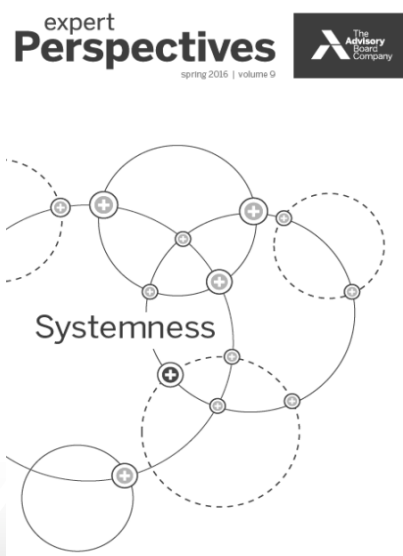 expert
Perspectives
spring 2016 | volume 9
The
Advisory
Board
Company
Systemness